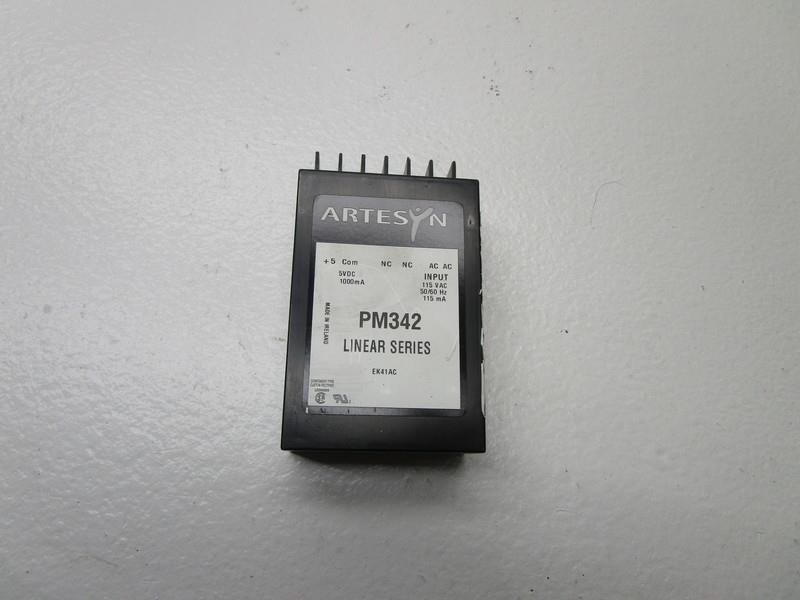 ARTESYN
+5 Com NC NC AC AC
5VDC
1000mA
INPUT
115 VAC
50/60 Hz
115 mA
MADE IN IRELAND
PM342
LINEAR SERIES
EK41AC